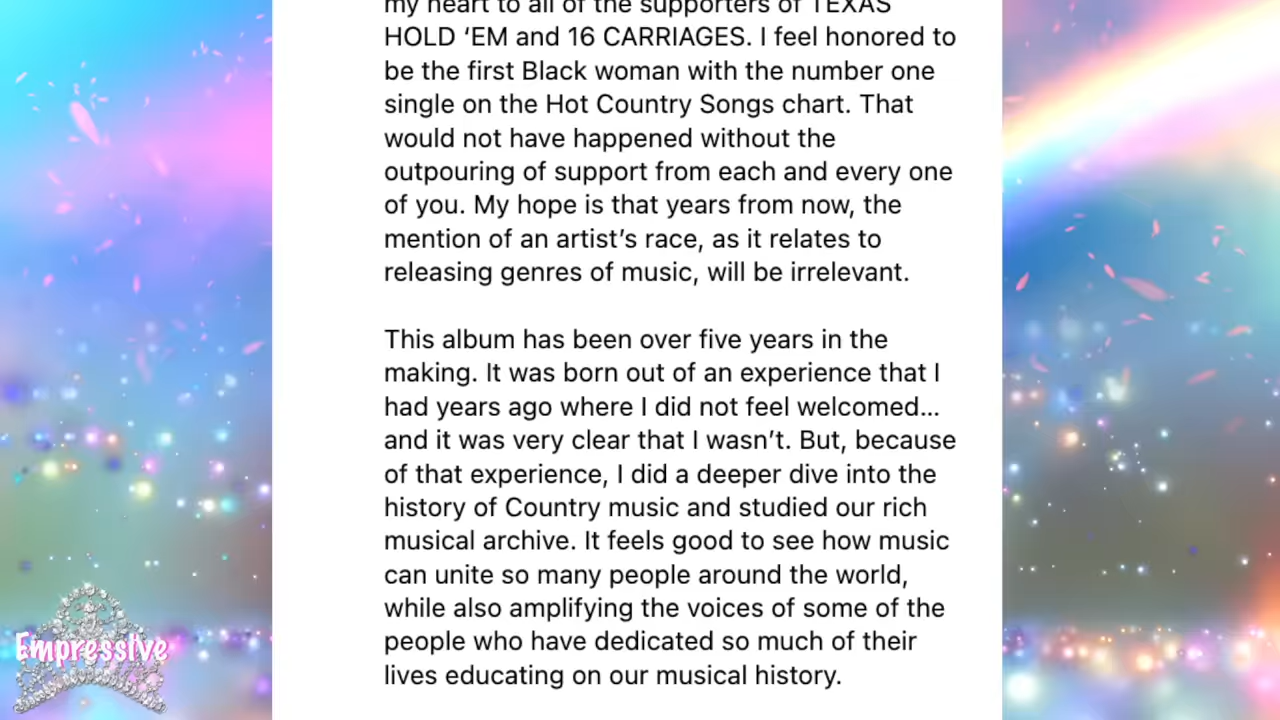 my heart to all of the supporters of TEXAS
HOLD ‘EM and 16 CARRIAGES. I feel honored to
be the first Black woman with the number one
single on the Hot Country Songs chart. That
would not have happened without the
outpouring of support from each and every one
of you. My hope is that years from now, the
mention of an artist’s race, as it relates to
releasing genres of music, will be irrelevant.
This album has been over five years in the
making. It was born out of an experience that I
had years ago where I did not feel welcomed...
and it was very clear that I wasn’t. But, because
of that experience, I did a deeper dive into the
history of Country music and studied our rich
musical archive. It feels good to see how music
can unite so many people around the world,
while also amplifying the voices of some of the
people who have dedicated so much of their
lives educating on our musical history.
Empressive